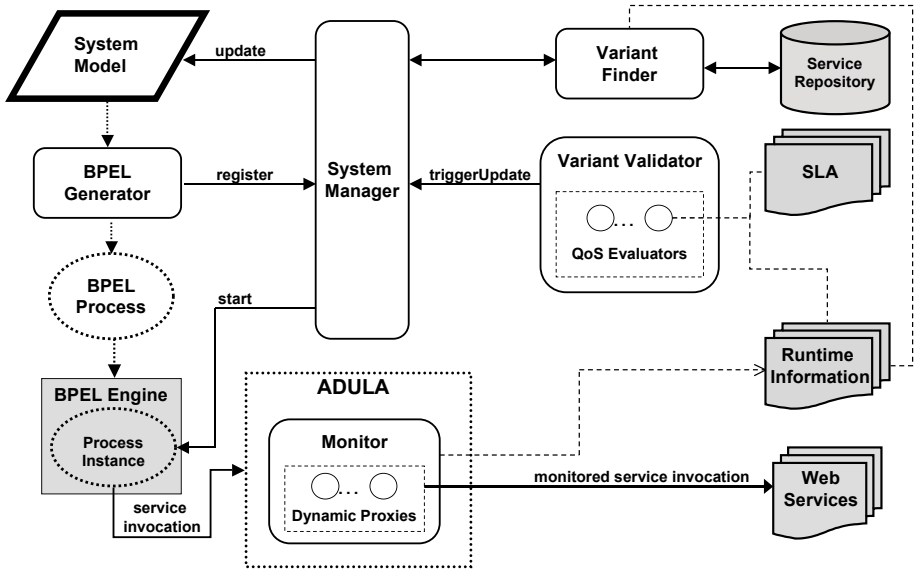 System
Model
update
System
Manager
Variant
Finder
Service
Repository
BPEL
Generator
register
triggerUpdate
Variant Validator
...
QoS Evaluators
SLA
BPEL
Process
start
Runtime
Information
BPEL Engine
Process
Instance
service
invocation
ADULA
Monitor
...
Dynamic Proxies
monitored service invocation
Web
Services